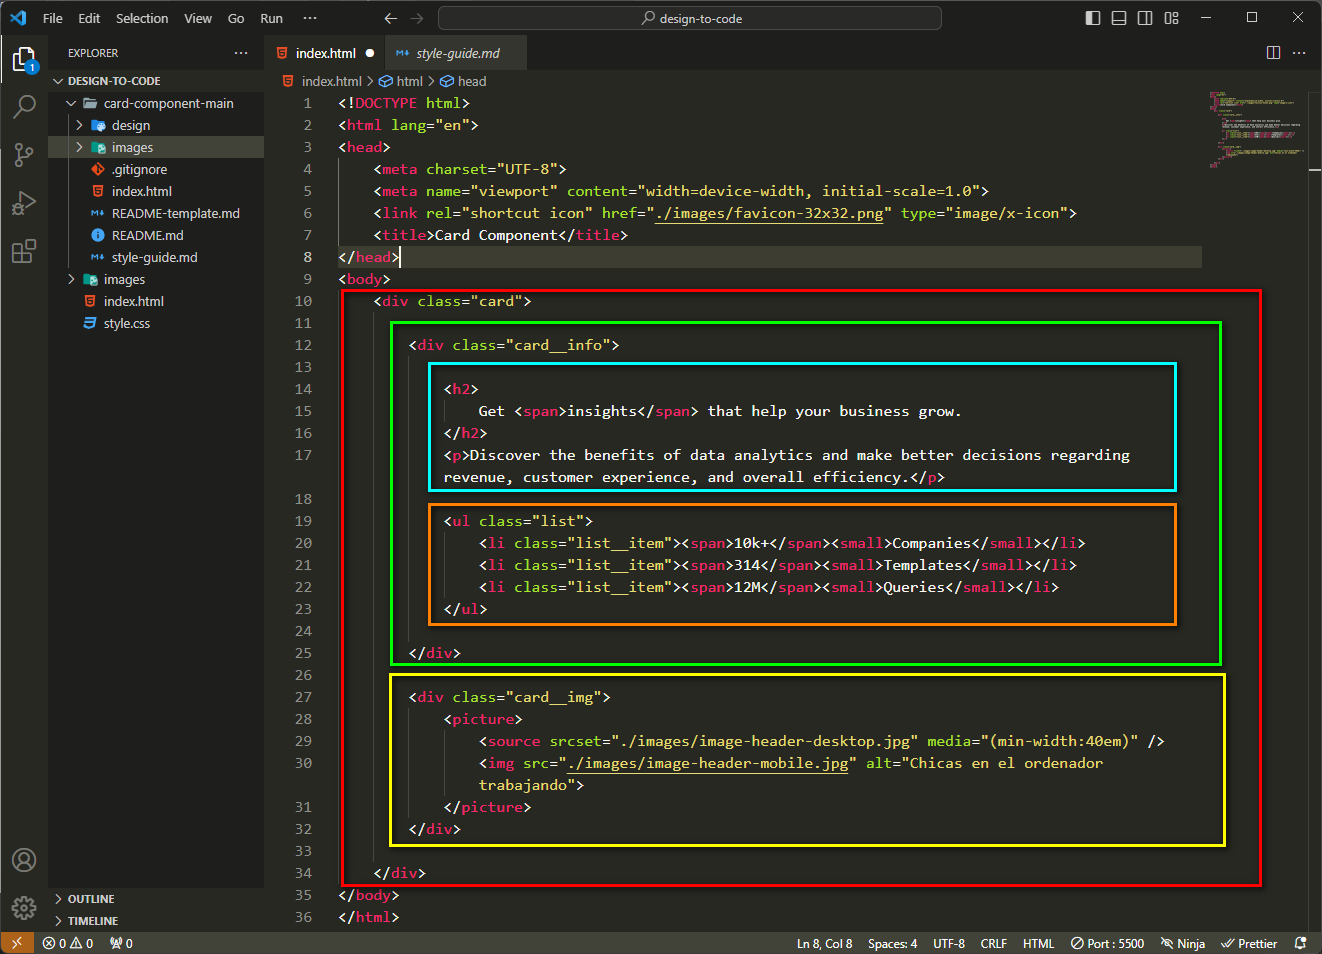 File Edit Selection View Go Run ··· design-to-code
EXPLORER ···
DESIGN-TO-CODE
card-component-main
design
images
.gitignore
index.html
README-template.md
README.md
style-guide.md
images
index.html
style.css
OUTLINE
TIMELINE
1
index.html style-guide.md
index.html > html > head
1 <!DOCTYPE html>
2 <html lang="en">
3 <head>
4 <meta charset="UTF-8">
5 <meta name="viewport" content="width=device-width, initial-scale=1.0">
6 <link rel="shortcut icon" href="./images/favicon-32x32.png" type="image/x-icon">
7 <title>Card Component</title>
8 </head>
9 <body>
10 <div class="card">
11
12 <div class="card__info">
13
14 <h2>
15 Get <span>insights</span> that help your business grow.
16 </h2>
17 <p>Discover the benefits of data analytics and make better decisions regarding
revenue, customer experience, and overall efficiency.</p>
18
19 <ul class="list">
20 <li class="list__item"><span>10k+</span><small>Companies</small></li>
21 <li class="list__item"><span>314</span><small>Templates</small></li>
22 <li class="list__item"><span>12M</span><small>Queries</small></li>
23 </ul>
24
25 </div>
26
27 <div class="card__img">
28 <picture>
29 <source srcset="./images/image-header-desktop.jpg" media="(min-width:40em)" />
30 <img src="./images/image-header-mobile.jpg" alt="Chicas en el ordenador
trabajando">
31 </picture>
32 </div>
33
34 </div>
35 </body>
36 </html>
0 0 0 Ln 8, Col 8 Spaces: 4 UTF-8 CRLF HTML Port : 5500 Ninja Prettier